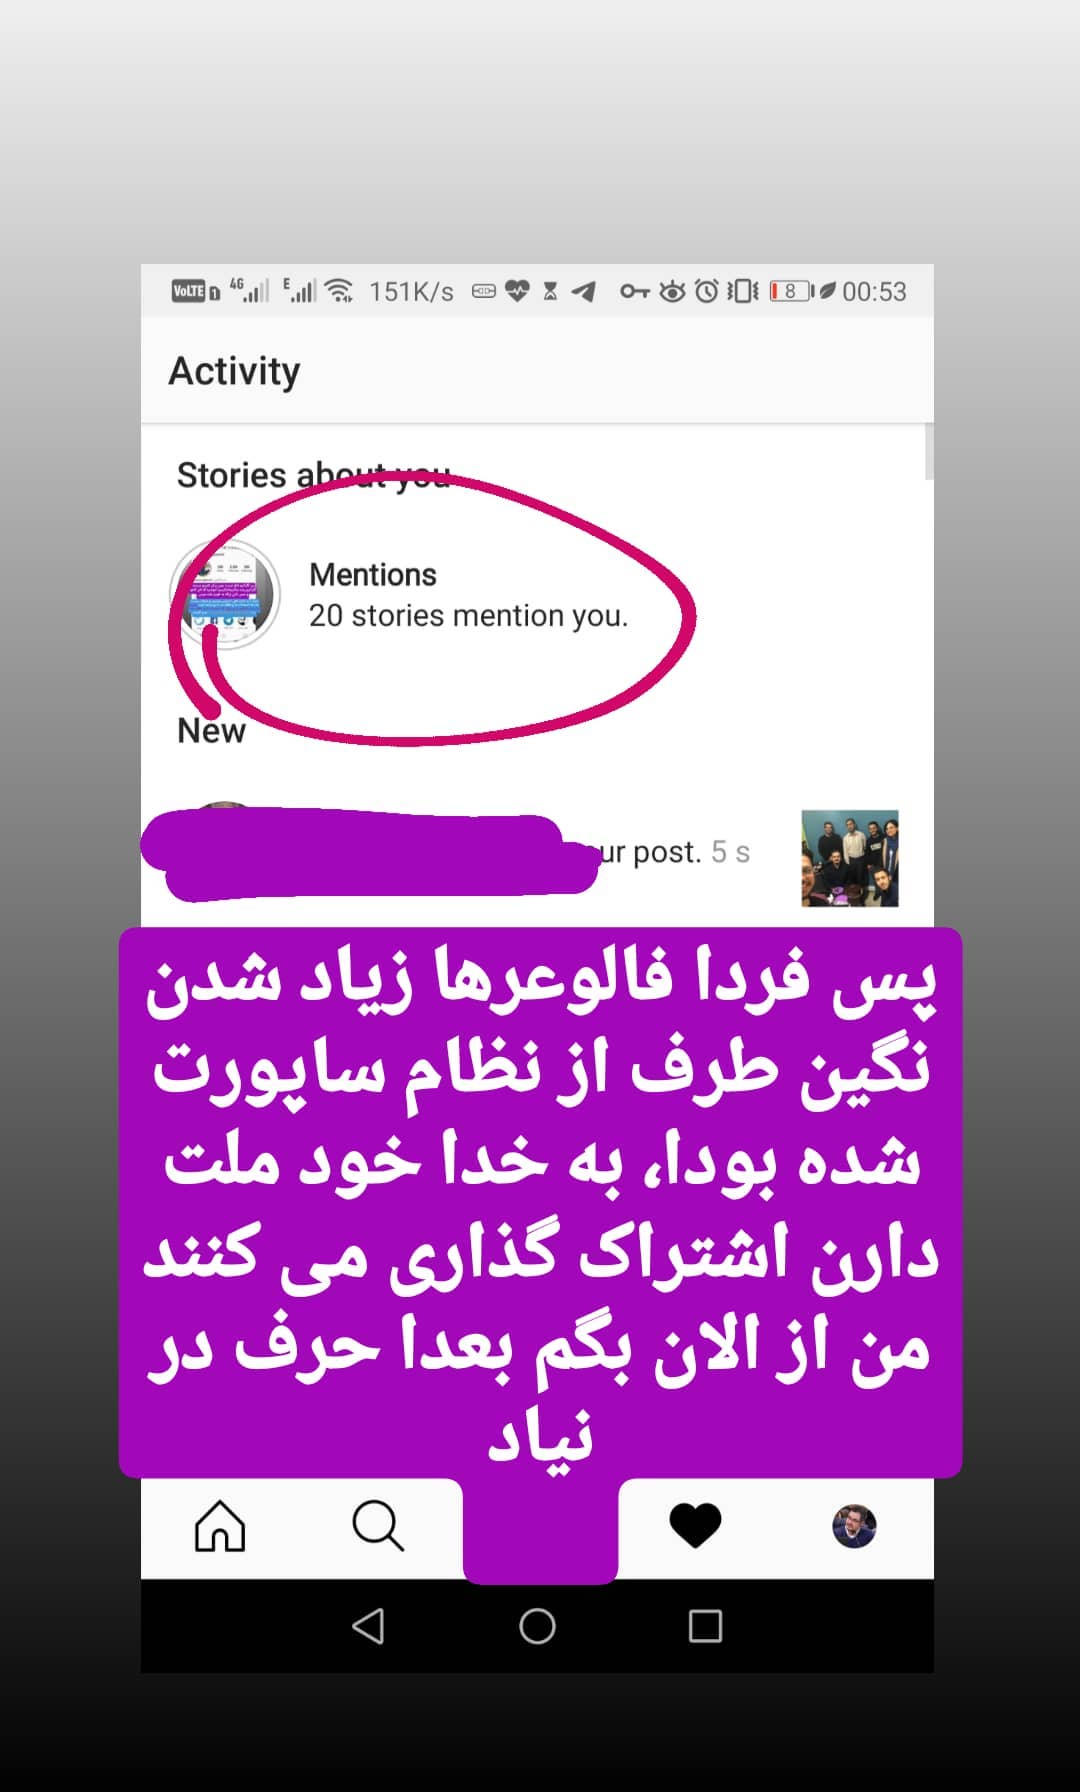 VoLTE 1 4G E 151K/s 8 00:53
Activity
Stories about you
Mentions
20 stories mention you.
New
ur post. 5 s
پس فردا فالوعرها زیاد شدن
نگین طرف از نظام ساپورت
شده بودا، به خدا خود ملت
دارن اشتراک گذاری می کنند
من از الان بگم بعدا حرف در
نیاد